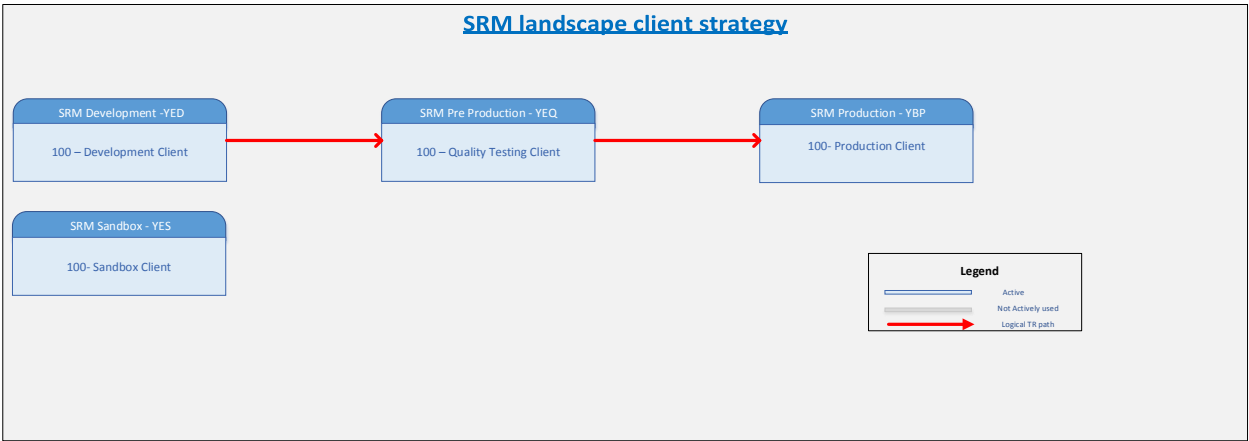 SRM landscape client strategy
SRM Development -YED
100 – Development Client
SRM Pre Production - YEQ
100 – Quality Testing Client
SRM Production - YBP
100- Production Client
SRM Sandbox - YES
100- Sandbox Client
Legend
Active
Not Actively used
Logical TR path